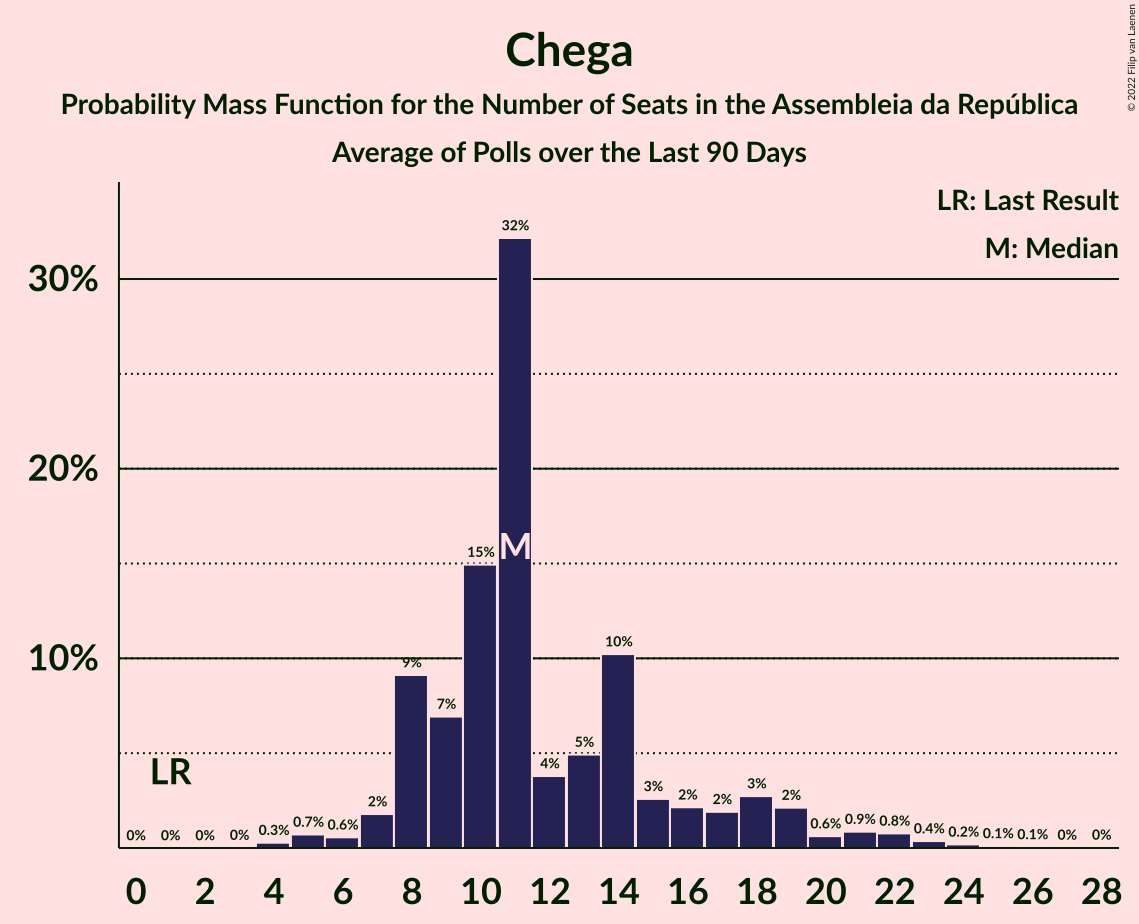 Chega
Probability Mass Function for the Number of Seats in the Assembleia da República
Average of Polls over the Last 90 Days
© 2022 Filip van Laenen
LR: Last Result
M: Median
30%
20%
10%
0% 0% 0% 0% 0.3% 0.7% 0.6% 2% 9% 7% 15% 32% 4% 5% 10% 3% 2% 2% 3% 2% 0.6% 0.9% 0.8% 0.4% 0.2% 0.1% 0.1% 0% 0%
M
LR
0 2 4 6 8 10 12 14 16 18 20 22 24 26 28